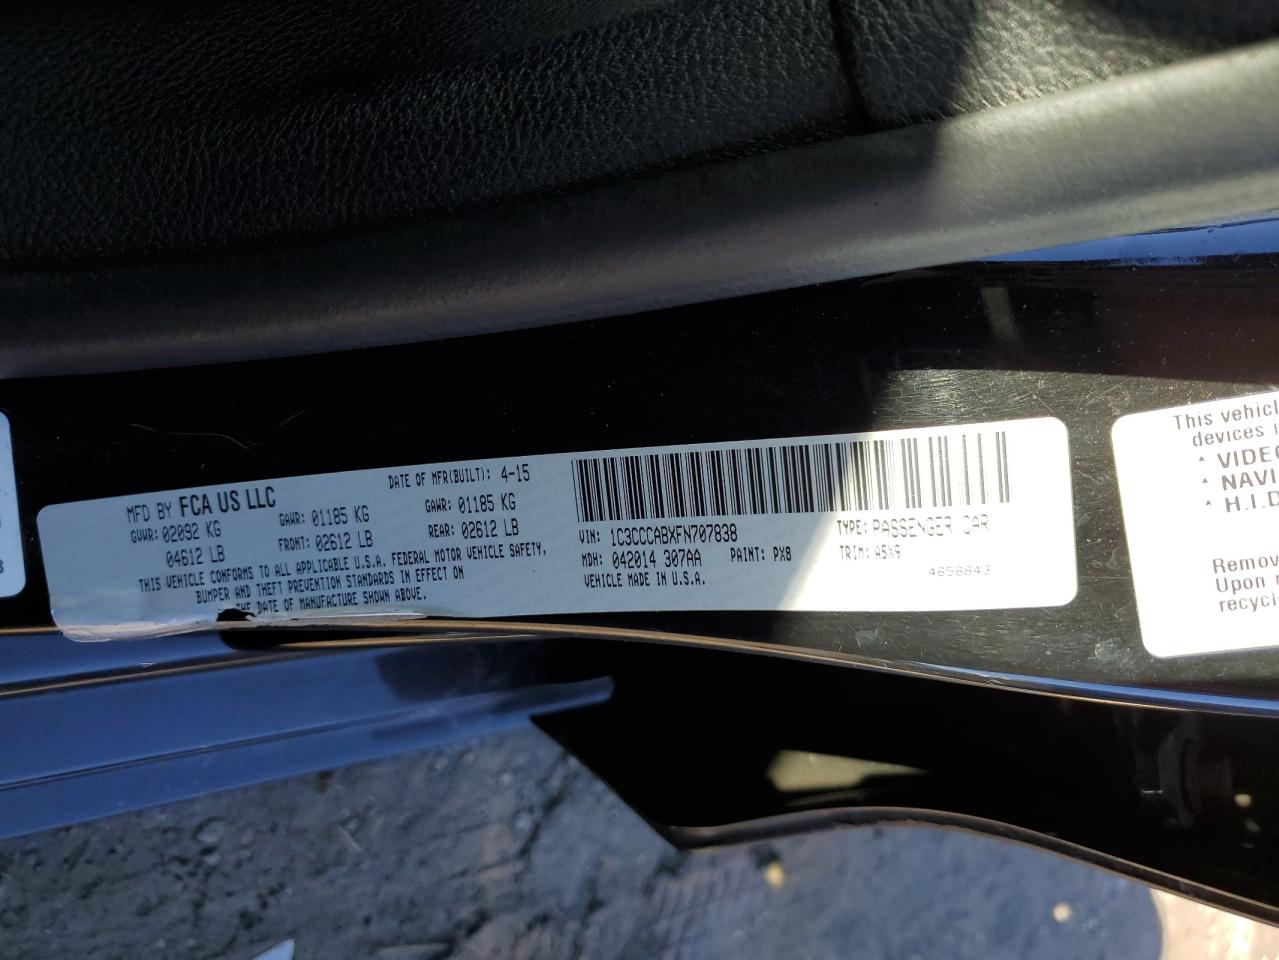 MFD BY FCA US LLC
DATE OF MFR(BUILT): 4-15
GVWR: 02092 KG
GAWR: 01185 KG
GAWR: 01185 KG
04612 LB
FRONT: 02612 LB
REAR: 02612 LB
THIS VEHICLE CONFORMS TO ALL APPLICABLE U.S.A. FEDERAL MOTOR VEHICLE SAFETY,
BUMPER AND THEFT PREVENTION STANDARDS IN EFFECT ON
THE DATE OF MANUFACTURE SHOWN ABOVE.
VIN: 1C3CCCABXFN707838
TYPE: PASSENGER CAR
MDH: 042014 307AA
PAINT: PX8
TRIM: A5X9
VEHICLE MADE IN U.S.A.
4658843
This vehicl
devices i
* VIDEO
* NAVI
* H.I.D
Remov
Upon
recycl